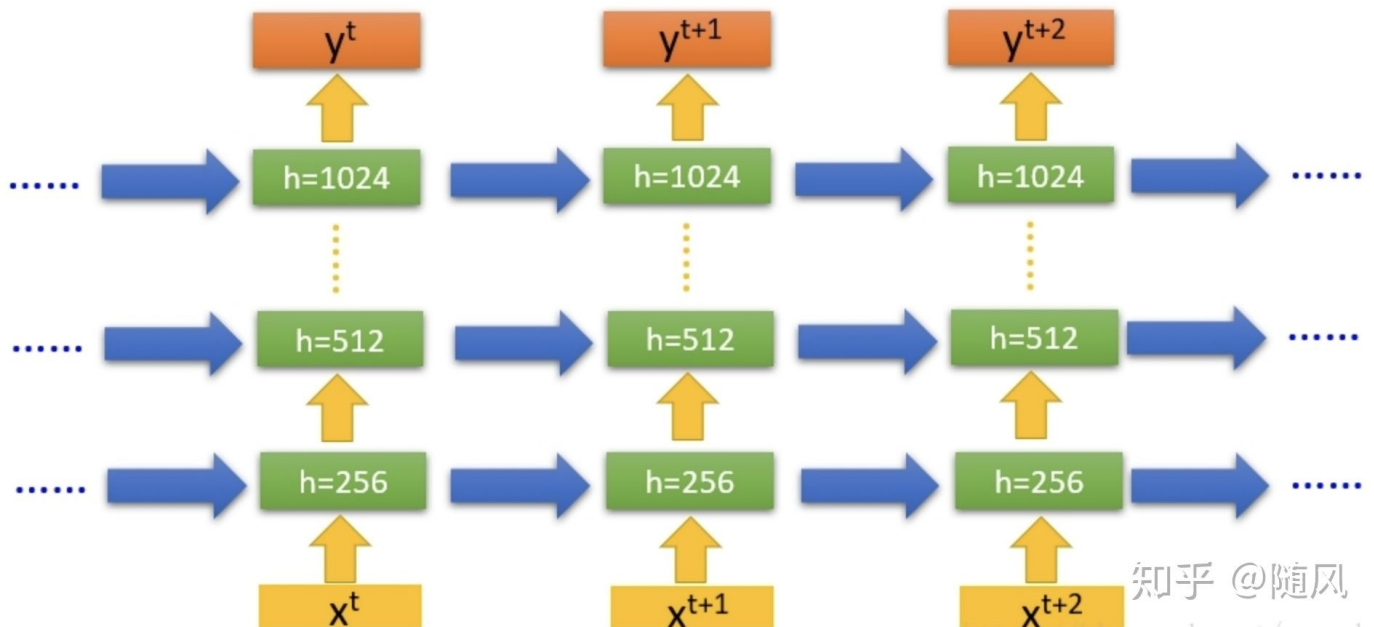 y^t y^t+1 y^t+2
...... h=1024 h=1024 h=1024 ......
...... h=512 h=512 h=512 ......
...... h=256 h=256 h=256 ......
x^t x^t+1 x^t+2
知乎 @随风